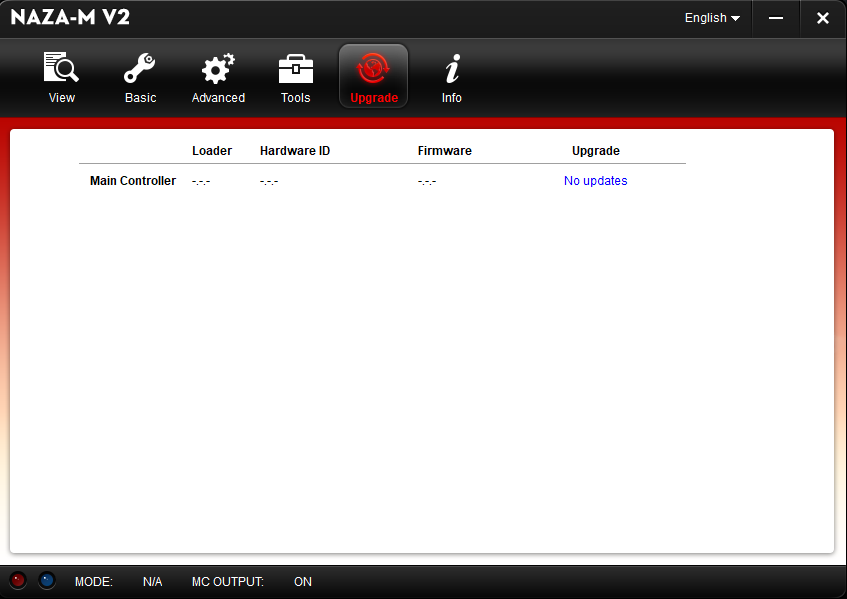 NAZA-M V2 English
View Basic Advanced Tools Upgrade Info
Loader Hardware ID Firmware Upgrade
Main Controller -.-.- -.-.- -.-.- No updates
MODE: N/A MC OUTPUT: ON